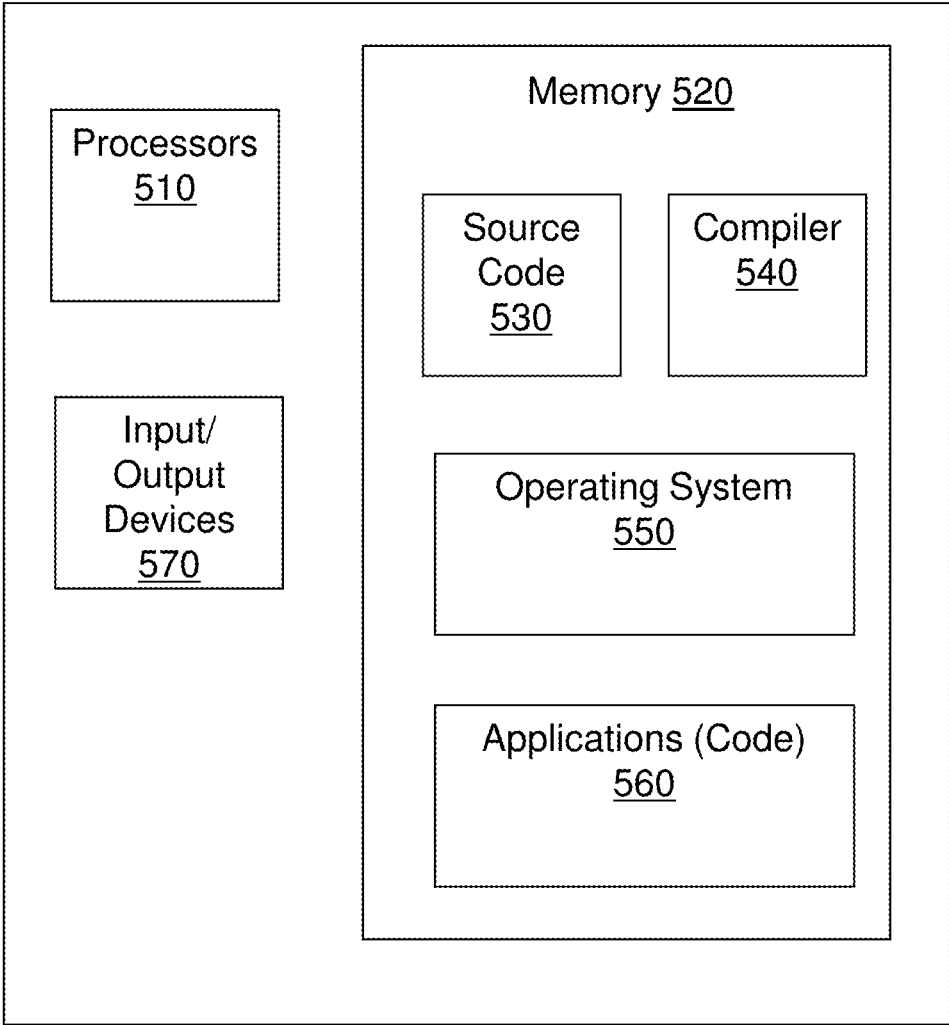 Memory 520
Processors
510
Source
Code
530
Compiler
540
Input/
Output
Devices
570
Operating System
550
Applications (Code)
560